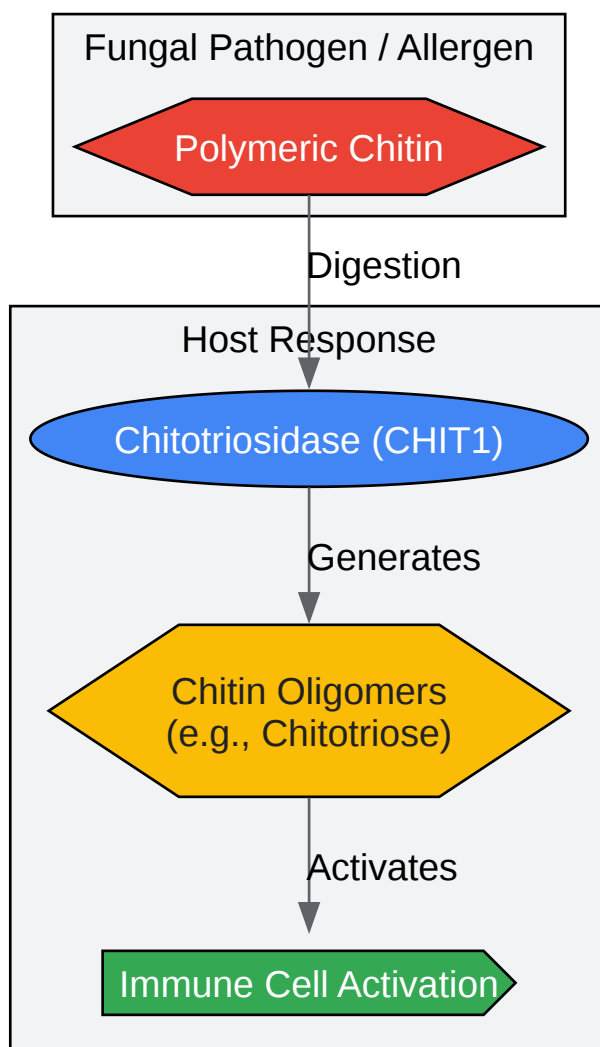 Fungal Pathogen / Allergen
Polymeric Chitin
Digestion
Host Response
Chitotriosidase (CHIT1)
Generates
Chitin Oligomers
(e.g., Chitotriose)
Activates
Immune Cell Activation